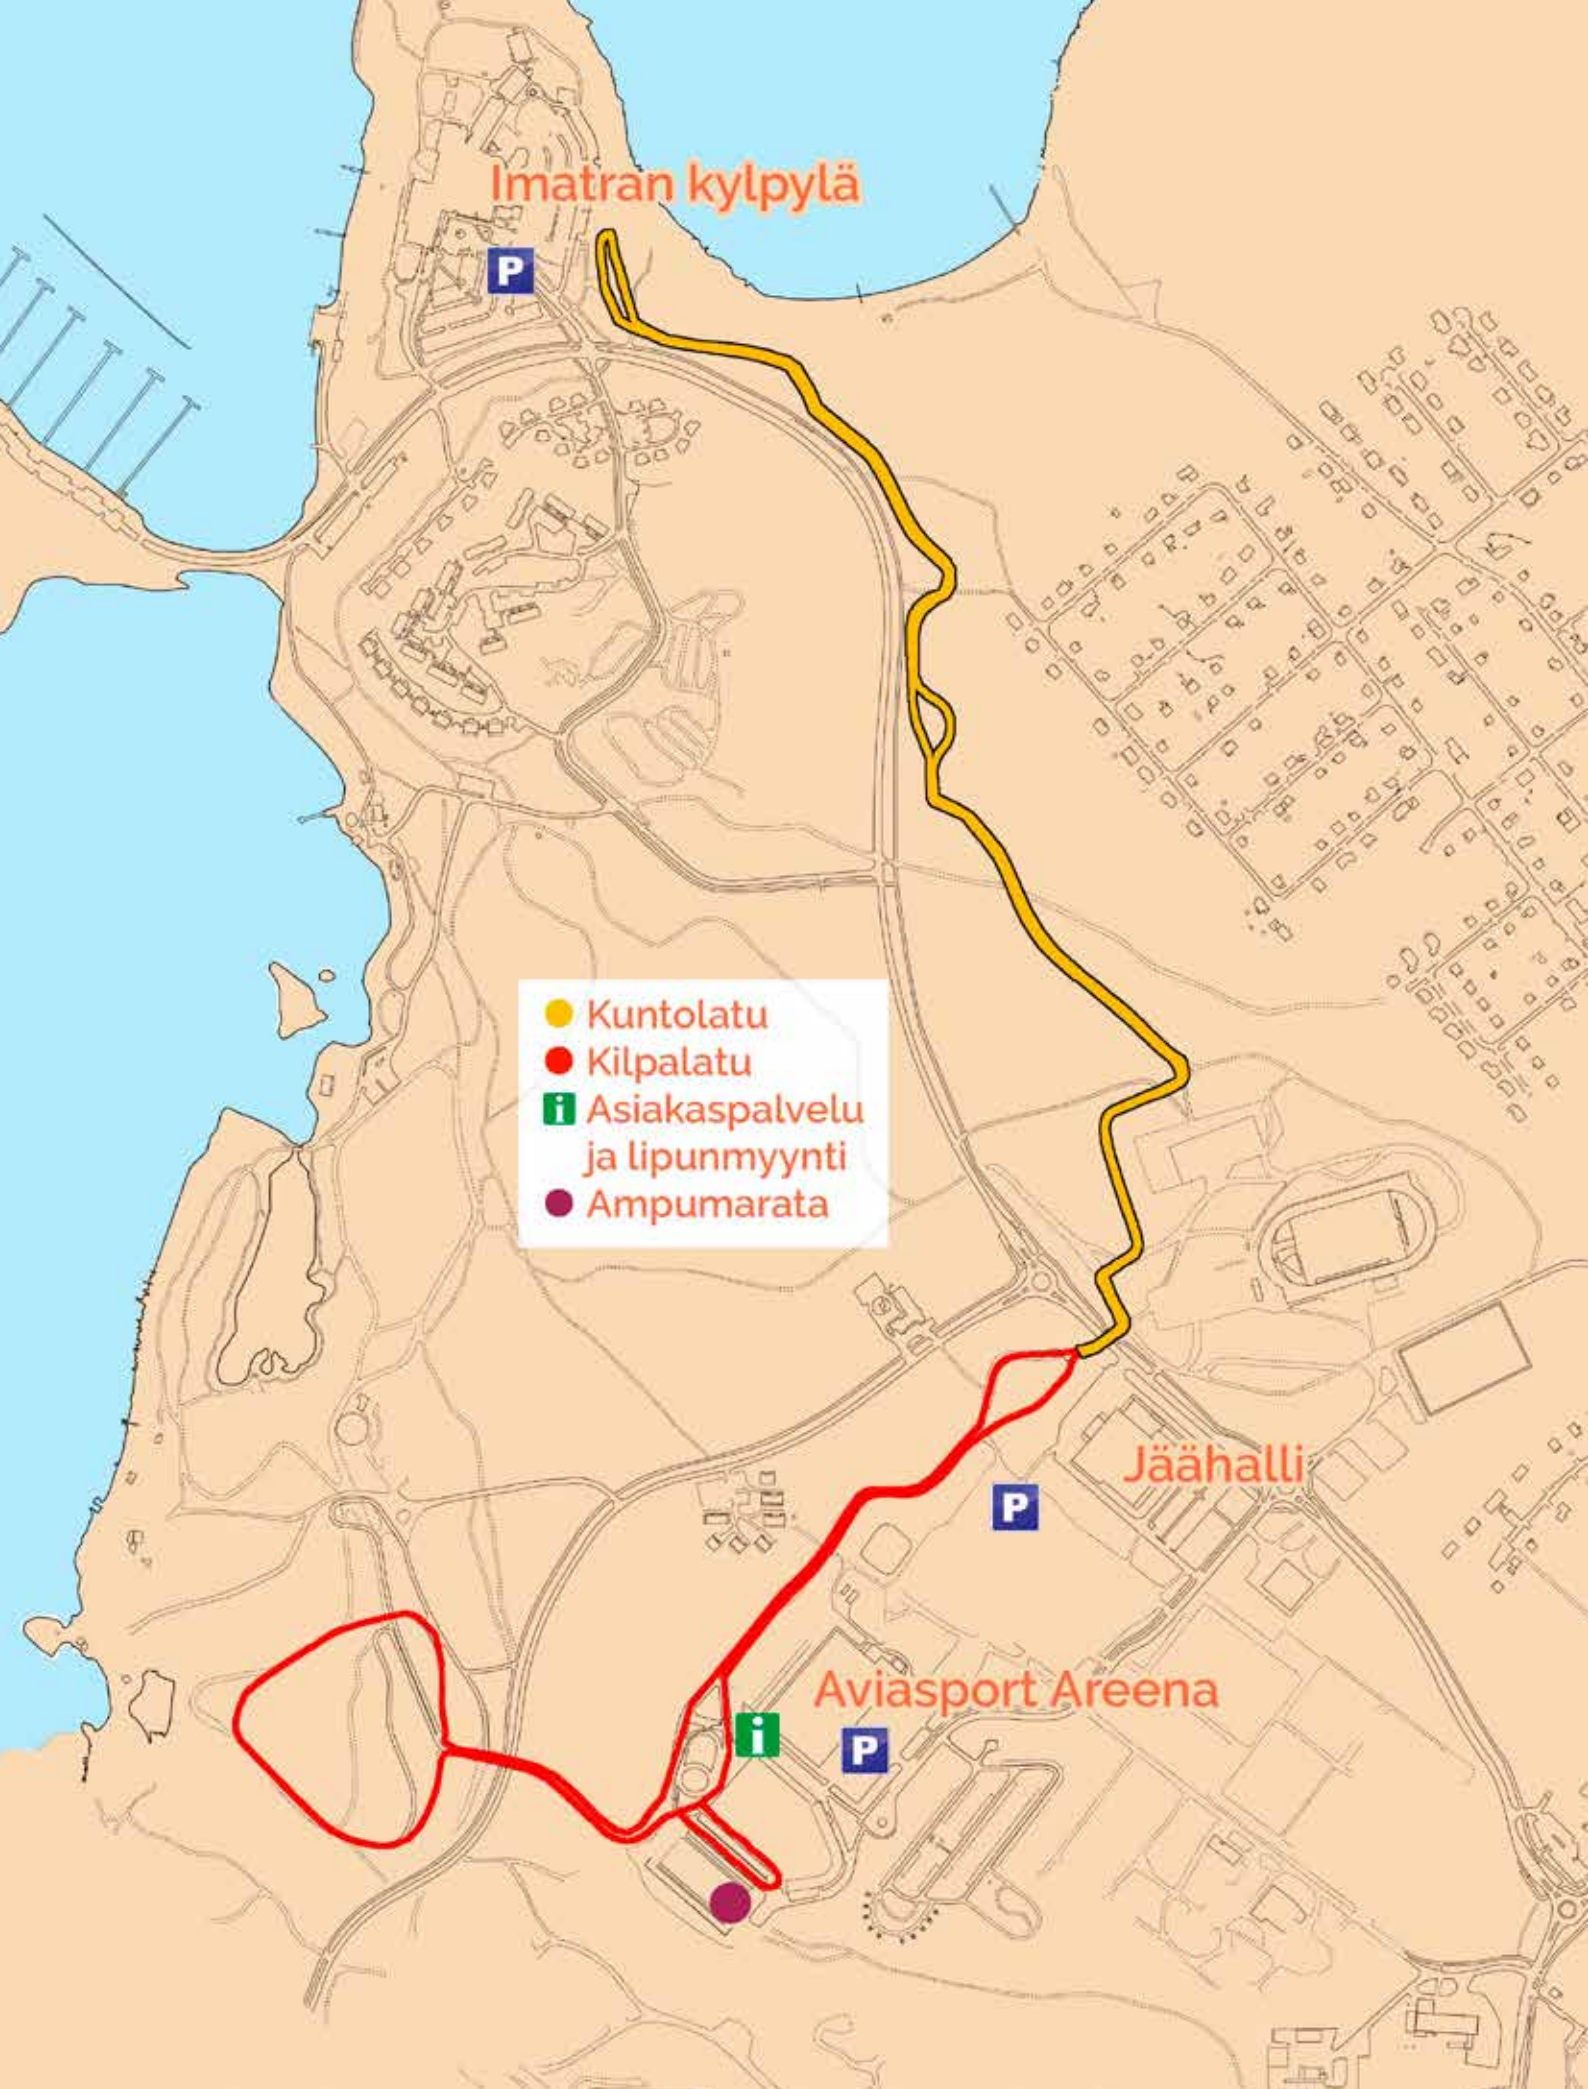 Imatran kylpylä
P
Kuntolatu
Kilpalatu
i Asiakaspalvelu
ja lipunmyynti
Ampumarata
Jäähalli
P
Aviasport Areena
i
P